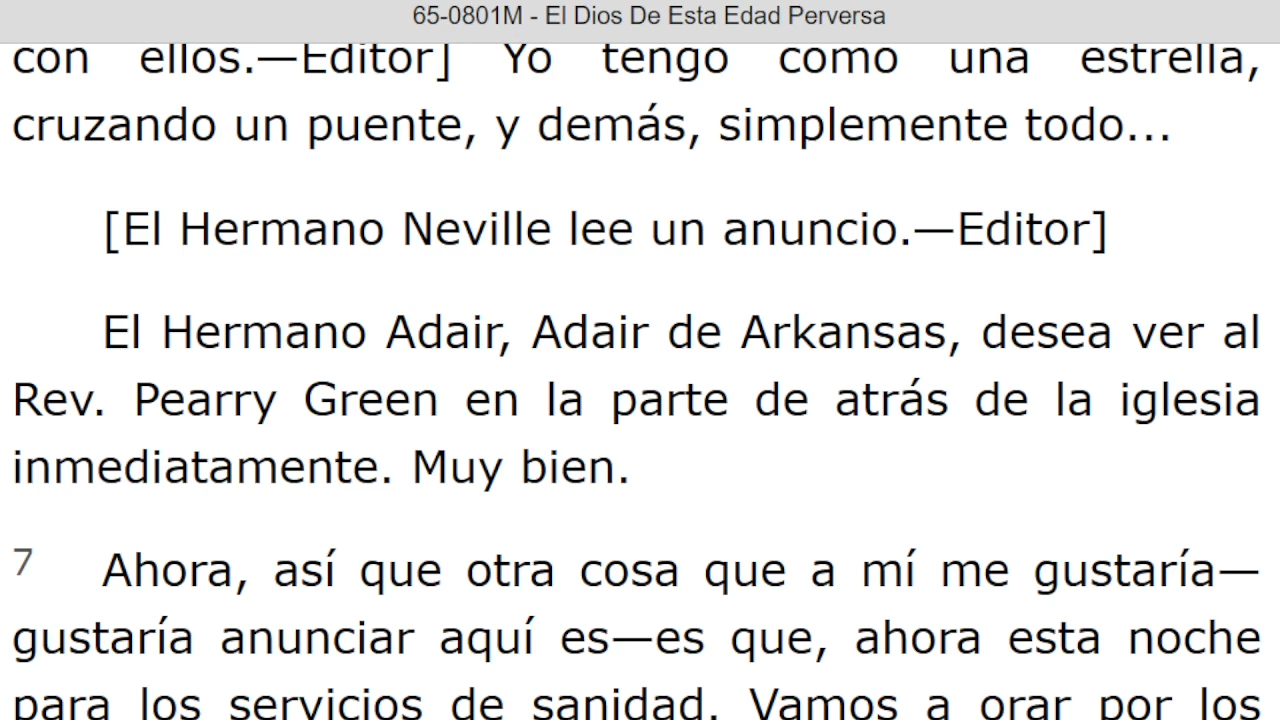 65-0801M - El Dios De Esta Edad Perversa
con ellos.—Editor] Yo tengo como una estrella,
cruzando un puente, y demás, simplemente todo...
[El Hermano Neville lee un anuncio.—Editor]
El Hermano Adair, Adair de Arkansas, desea ver al
Rev. Pearry Green en la parte de atrás de la iglesia
inmediatamente. Muy bien.
7 Ahora, así que otra cosa que a mí me gustaría—
gustaría anunciar aquí es—es que, ahora esta noche
para los servicios de sanidad. Vamos a orar por los